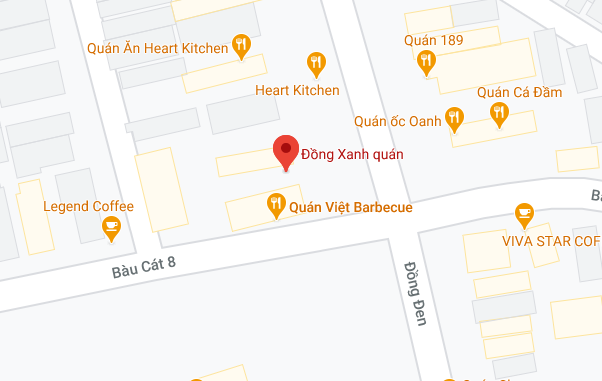 Quán 189
Quán Ăn Heart Kitchen
Heart Kitchen
Quán Cá Đầm
Quán ốc Oanh
Đồng Xanh quán
Legend Coffee
Quán Việt Barbecue
VIVA STAR COF
Bàu Cát 8
Đồng Đen